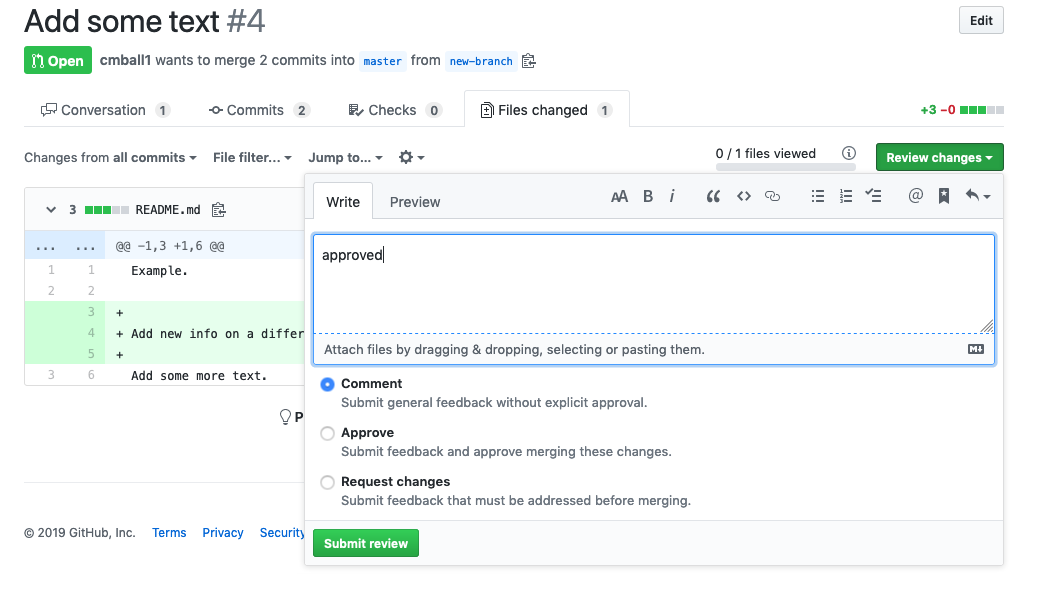 Add some text #4
Edit
Open cmball1 wants to merge 2 commits into master from new-branch
Conversation 1 Commits 2 Checks 0 Files changed 1 +3 −0
Changes from all commits File filter... Jump to... 0 / 1 files viewed Review changes
3 README.md
... ... @@ −1,3 +1,6 @@
1 1 Example.
2 2
3 +
4 + Add new info on a differ
5 +
3 6 Add some more text.
P
Write Preview AA B i
approved
Attach files by dragging & dropping, selecting or pasting them.
Comment
Submit general feedback without explicit approval.
Approve
Submit feedback and approve merging these changes.
Request changes
Submit feedback that must be addressed before merging.
Submit review
© 2019 GitHub, Inc. Terms Privacy Security